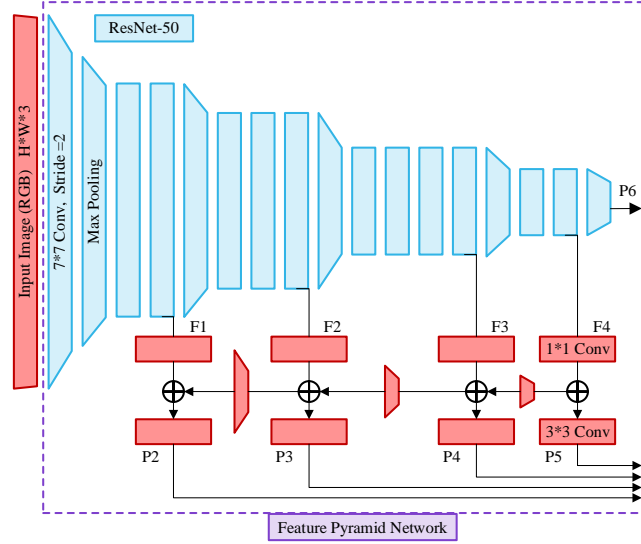 ResNet-50
Input Image (RGB) H*W*3
7*7 Conv, Stride =2
Max Pooling
P6
F1
F2
F3
F4
1*1 Conv
3*3 Conv
P2
P3
P4
P5
Feature Pyramid Network